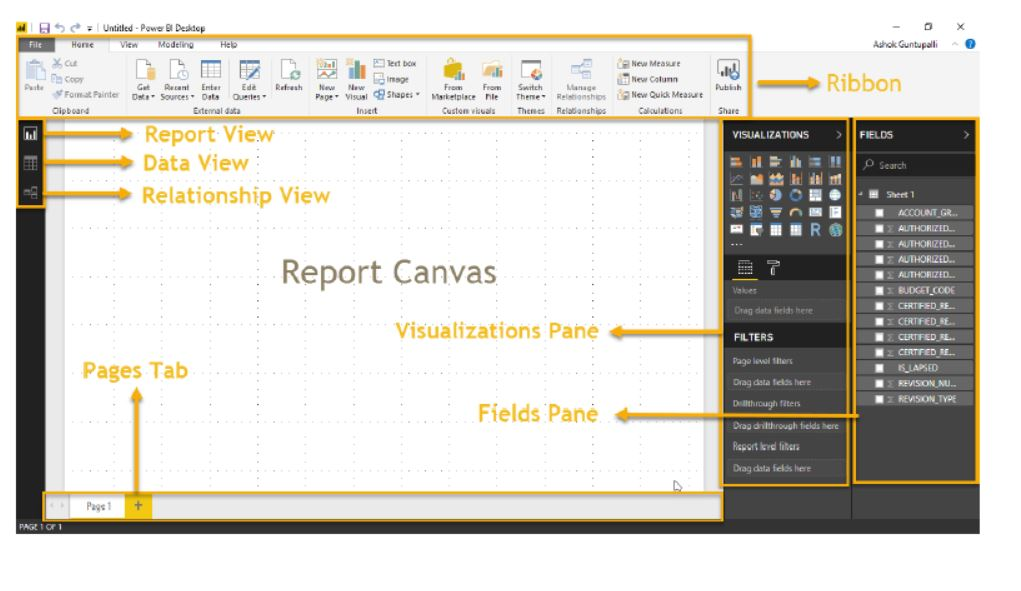 Untitled - Power BI Desktop
File Home View Modeling Help
Ashok Guntupalli
Paste
Cut
Copy
Format Painter
Clipboard
Get Data
Recent Sources
Enter Data
Edit Queries
External data
Refresh
New Page
New Visual
Text box
Image
Shapes
Insert
From Marketplace
From File
Custom visuals
Switch Theme
Themes
Manage Relationships
Relationships
New Measure
New Column
New Quick Measure
Calculations
Publish
Share
Ribbon
Report View
Data View
Relationship View
Report Canvas
Visualizations Pane
Pages Tab
Fields Pane
VISUALIZATIONS
R
Values
Drag data fields here
FILTERS
Page level filters
Drag data fields here
Drillthrough filters
Drag drillthrough fields here
Report level filters
Drag data fields here
FIELDS
Search
Sheet 1
ACCOUNT_GR...
Σ AUTHORIZED...
Σ AUTHORIZED...
Σ AUTHORIZED...
Σ AUTHORIZED...
Σ BUDGET_CODE
Σ CERTIFIED_RE...
Σ CERTIFIED_RE...
Σ CERTIFIED_RE...
Σ CERTIFIED_RE...
IS_LAPSED
Σ REVISION_NU...
Σ REVISION_TYPE
Page 1 +
PAGE 1 OF 1